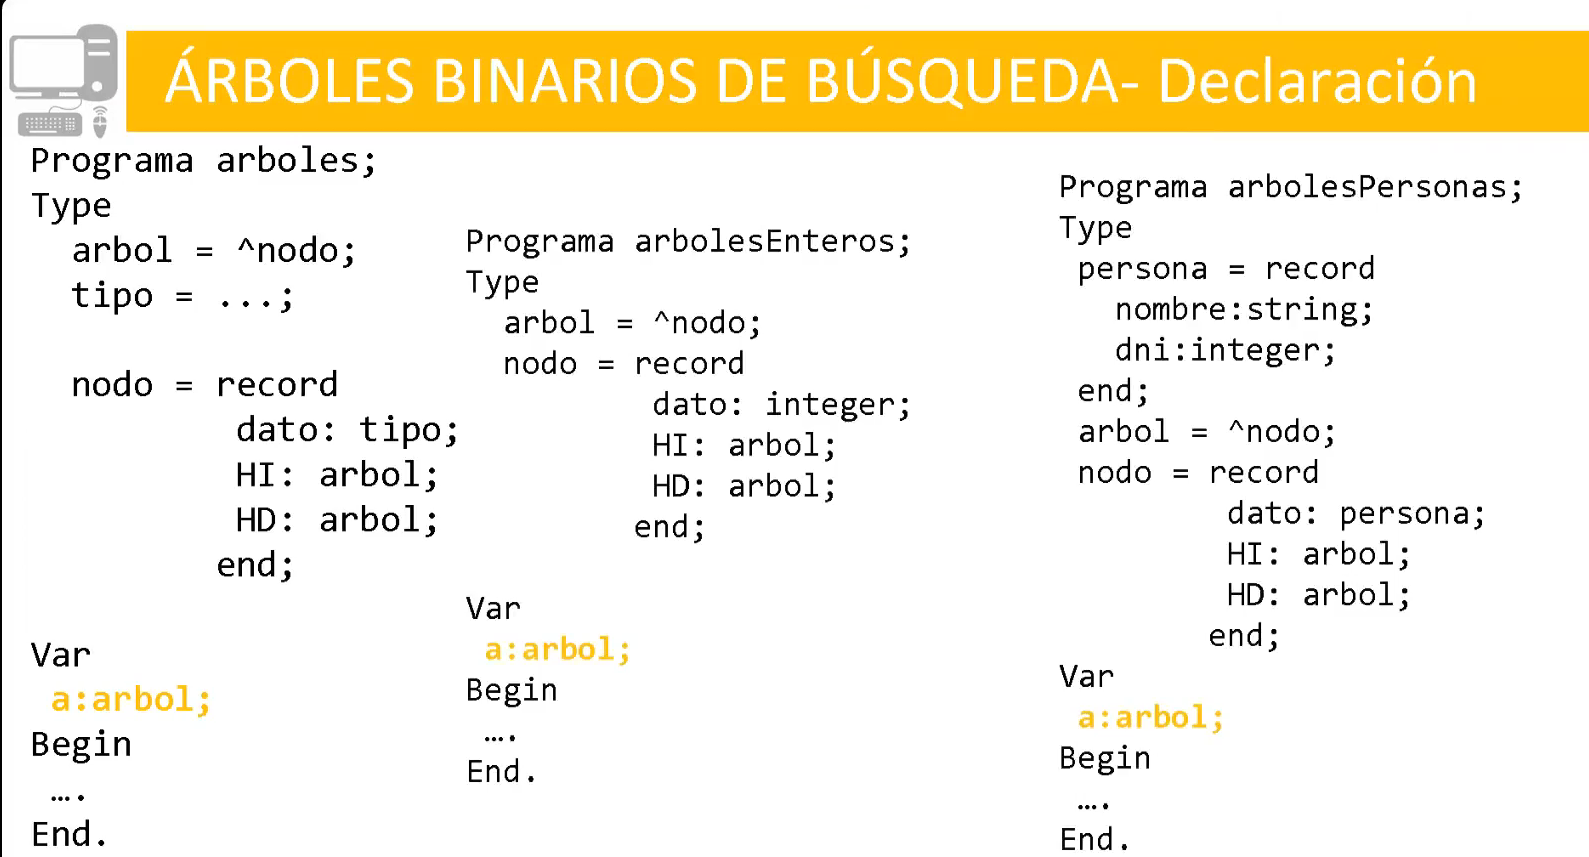 ÁRBOLES BINARIOS DE BÚSQUEDA- Declaración
Programa arboles;
Type
arbol = ^nodo;
tipo = ...;
nodo = record
dato: tipo;
HI: arbol;
HD: arbol;
end;
Var
a:arbol;
Begin
….
End.
Programa arbolesEnteros;
Type
arbol = ^nodo;
nodo = record
dato: integer;
HI: arbol;
HD: arbol;
end;
Var
a:arbol;
Begin
….
End.
Programa arbolesPersonas;
Type
persona = record
nombre:string;
dni:integer;
end;
arbol = ^nodo;
nodo = record
dato: persona;
HI: arbol;
HD: arbol;
end;
Var
a:arbol;
Begin
….
End.